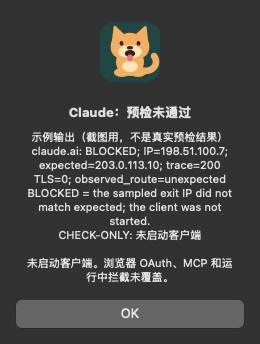 Claude：预检未通过
示例输出（截图用，不是真实预检结果）
claude.ai: BLOCKED; IP=198.51.100.7;
expected=203.0.113.10; trace=200
TLS=0; observed_route=unexpected
BLOCKED = the sampled exit IP did not
match expected; the client was not
started.
CHECK-ONLY: 未启动客户端
未启动客户端。浏览器 OAuth、MCP 和运
行中拦截未覆盖。
OK